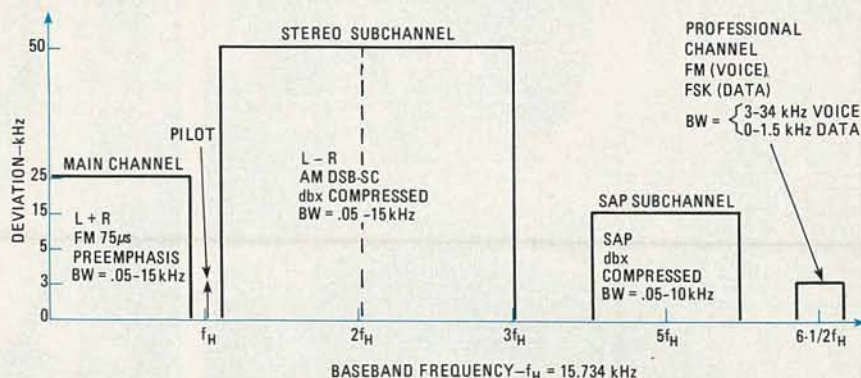 PROFESSIONAL
CHANNEL
FM (VOICE)
FSK (DATA)
BW = { 3-34 kHz VOICE
0-1.5 kHz DATA
STEREO SUBCHANNEL
50
PILOT
MAIN CHANNEL
L - R
AM DSB-SC
dbx COMPRESSED
BW = .05 -15kHz
25
SAP SUBCHANNEL
15
L + R
FM 75μs
PREEMPHASIS
BW = .05-15kHz
SAP
dbx
COMPRESSED
BW = .05-10kHz
5
3
0
DEVIATION-kHz
fH
2fH
3fH
5fH
6-1/2fH
BASEBAND FREQUENCY-fH = 15.734 kHz